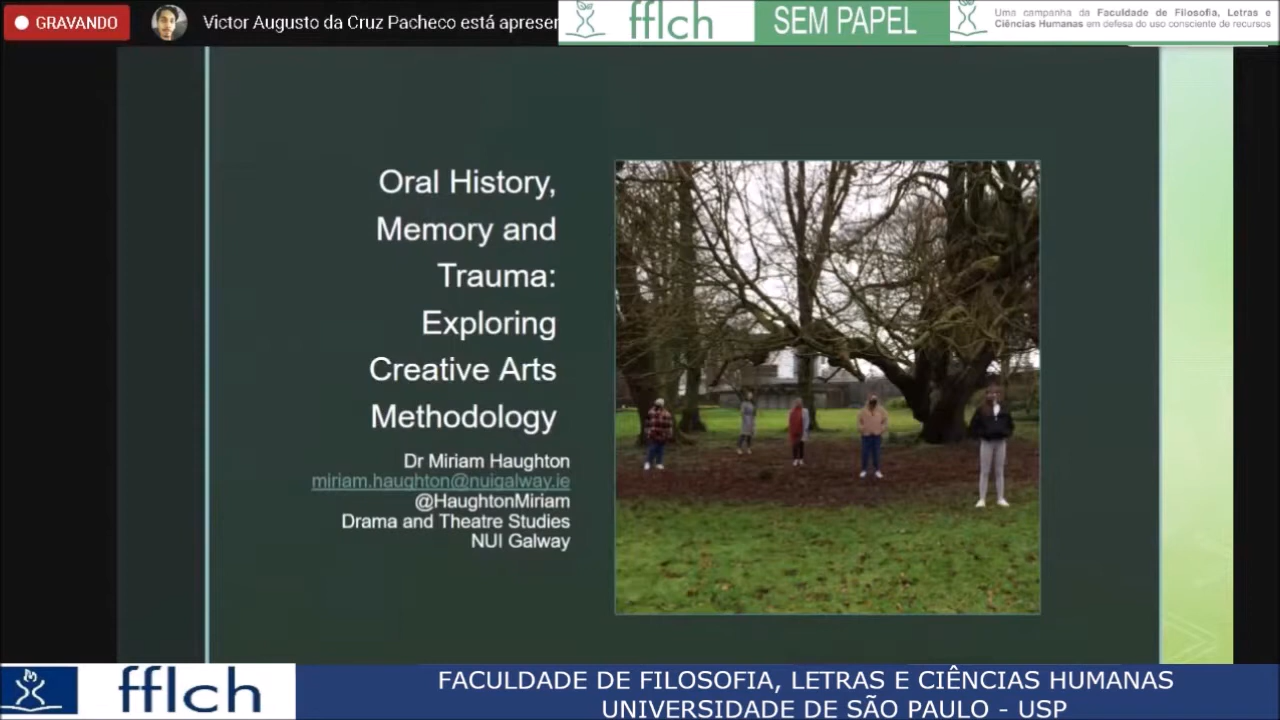 GRAVANDO
Victor Augusto da Cruz Pacheco está apresen
fflch
SEM PAPEL
Uma campanha da Faculdade de Filosofia, Letras e
Ciências Humanas em defesa do uso consciente de recursos
Oral History,
Memory and
Trauma:
Exploring
Creative Arts
Methodology
Dr Miriam Haughton
miriam.haughton@nuigalway.ie
@HaughtonMiriam
Drama and Theatre Studies
NUI Galway
fflch
FACULDADE DE FILOSOFIA, LETRAS E CIÊNCIAS HUMANAS
UNIVERSIDADE DE SÃO PAULO - USP